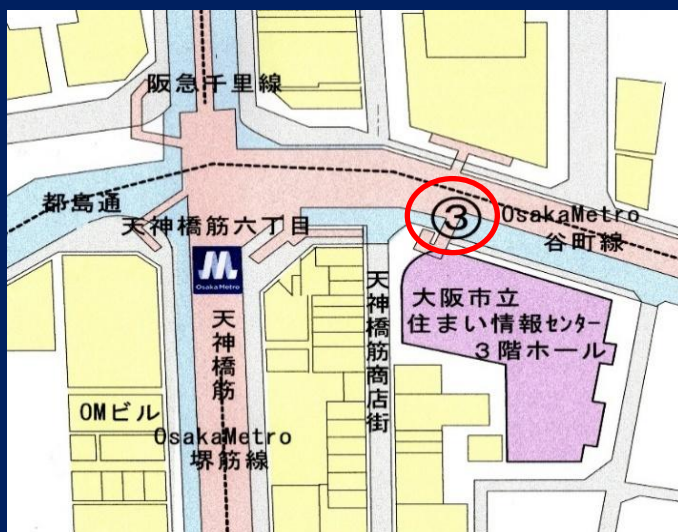 阪急千里線
都島通
天神橋筋六丁目
OsakaMetro
天神橋筋
③
OsakaMetro
谷町線
大阪市立
住まい情報センター
3階ホール
天神橋筋商店街
OMビル
OsakaMetro
堺筋線